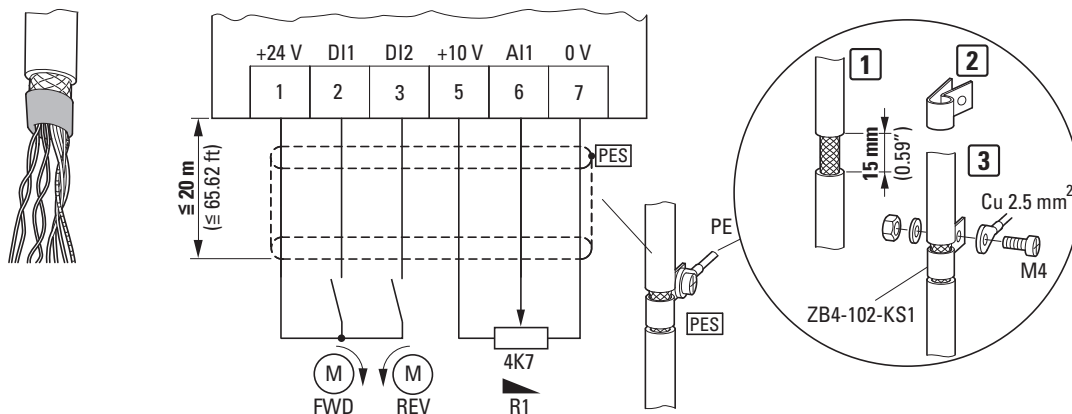 +24 V DI1 DI2 +10 V AI1 0 V
1 2 3 5 6 7
≤ 20 m
(≤ 65.62 ft)
PES
4K7
R1
M M
FWD REV
PE
PES
1
2
15 mm
(0.59″)
3
Cu 2.5 mm²
M4
ZB4-102-KS1